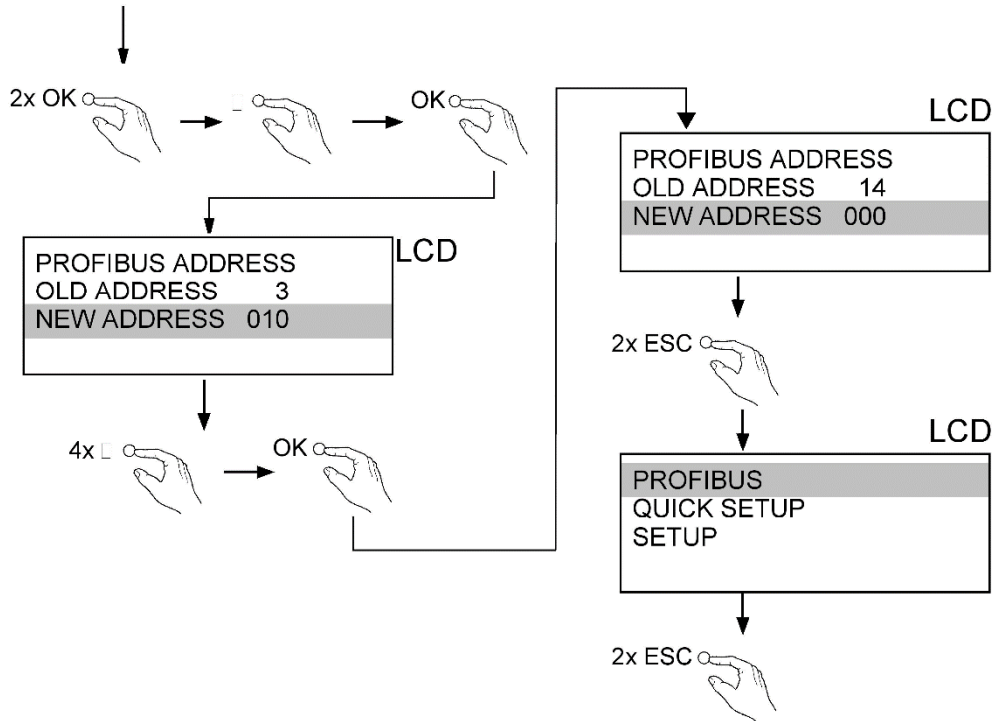 2x OK
OK
LCD
PROFIBUS ADDRESS
OLD ADDRESS 3
NEW ADDRESS 010
4x
OK
LCD
PROFIBUS ADDRESS
OLD ADDRESS 14
NEW ADDRESS 000
2x ESC
LCD
PROFIBUS
QUICK SETUP
SETUP
2x ESC